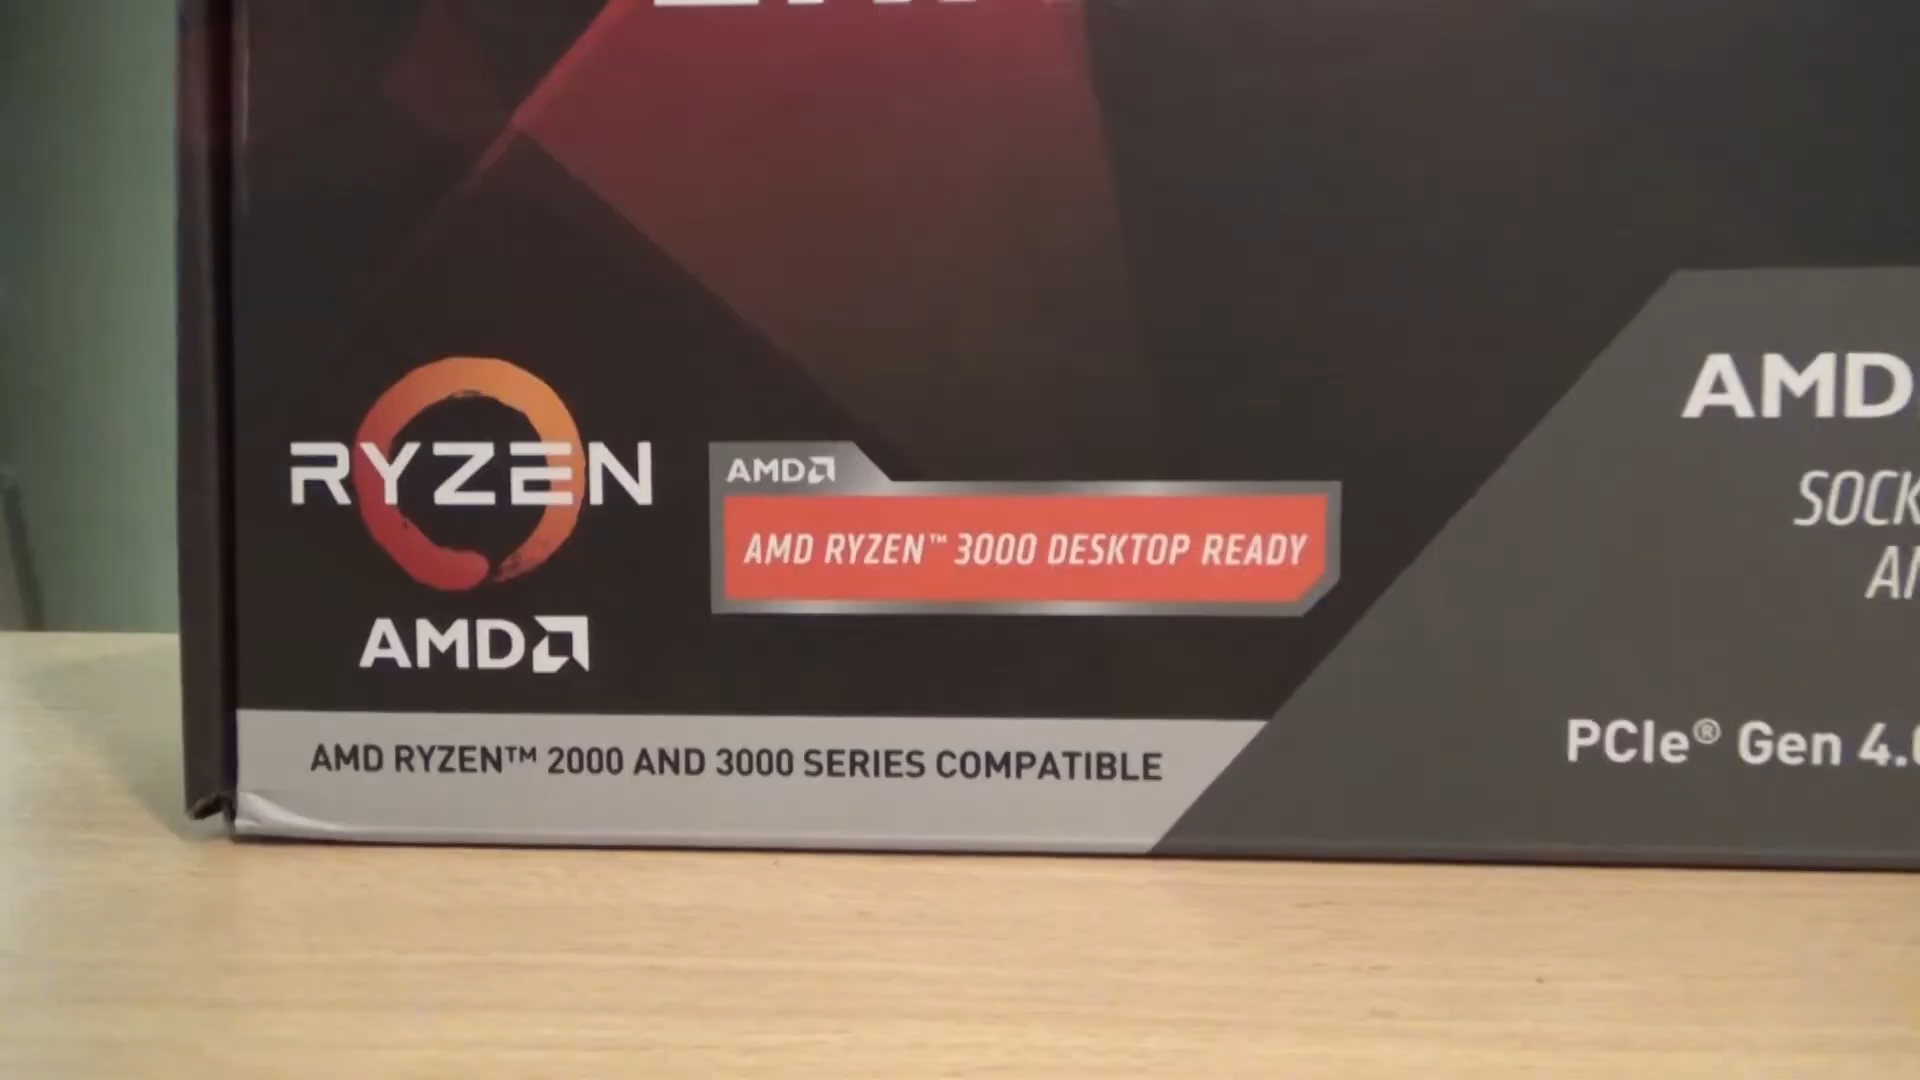 RYZEN
AMD
AMD
AMD RYZEN™ 3000 DESKTOP READY
AMD RYZEN™ 2000 AND 3000 SERIES COMPATIBLE
AMD
PCIe® Gen